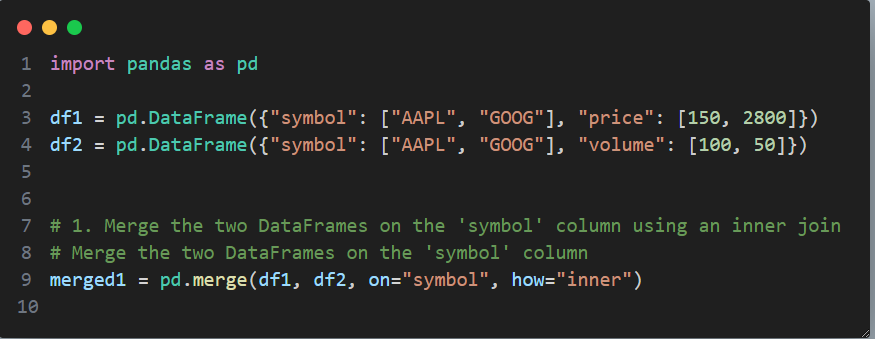 1 import pandas as pd
2
3 df1 = pd.DataFrame({"symbol": ["AAPL", "GOOG"], "price": [150, 2800]})
4 df2 = pd.DataFrame({"symbol": ["AAPL", "GOOG"], "volume": [100, 50]})
5
6
7 # 1. Merge the two DataFrames on the 'symbol' column using an inner join
8 # Merge the two DataFrames on the 'symbol' column
9 merged1 = pd.merge(df1, df2, on="symbol", how="inner")
10